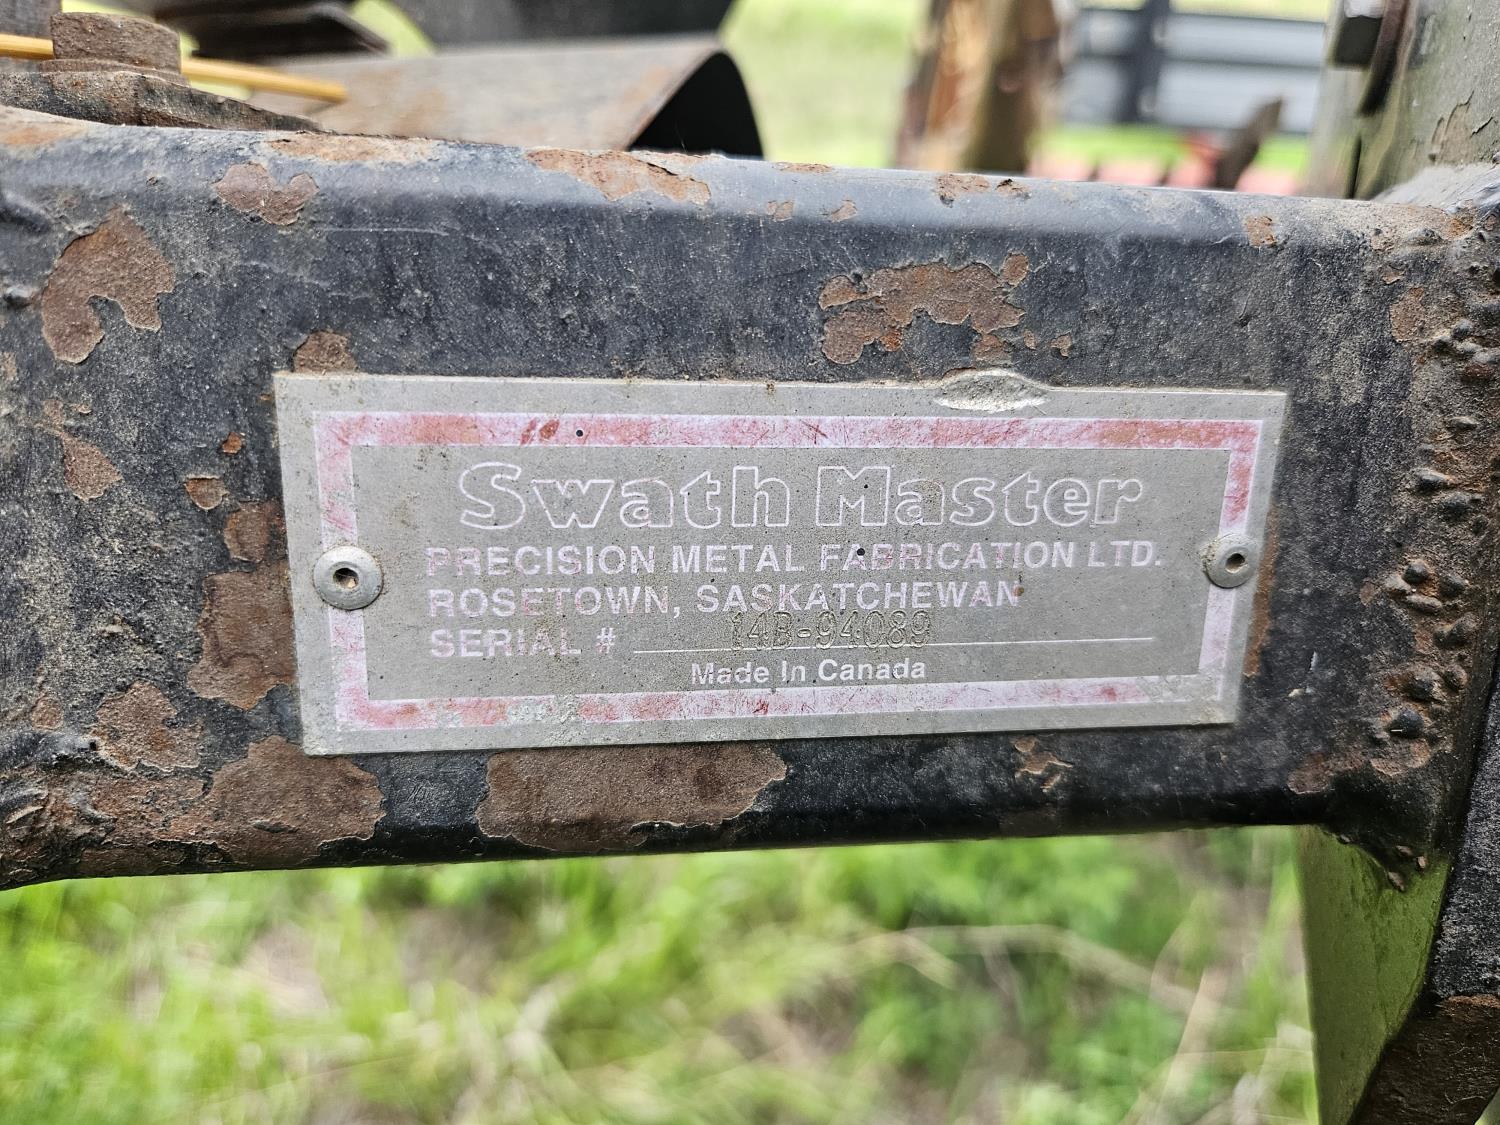 Swath Master
PRECISION METAL FABRICATION LTD.
ROSETOWN, SASKATCHEWAN
SERIAL # 14B-94089
Made In Canada